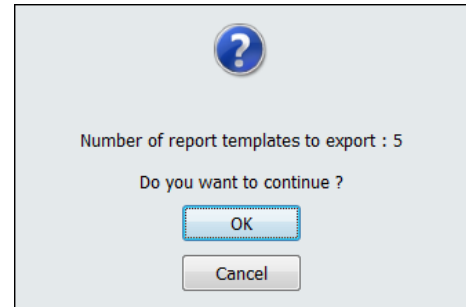 Number of report templates to export : 5
Do you want to continue ?
OK
Cancel